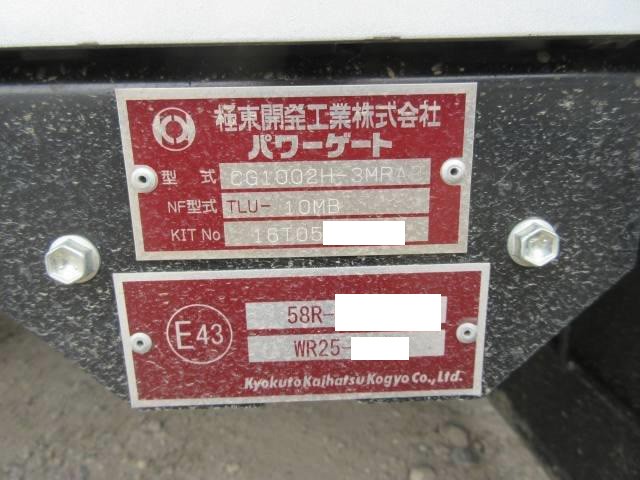 極東開発工業株式会社
パワーゲート
型式 CG1002H-3MRA
NF型式 TLU- 10MB
KIT No 16T05
E43
58R-
WR25-
Kyokuto Kaihatsu Kogyo Co., Ltd.